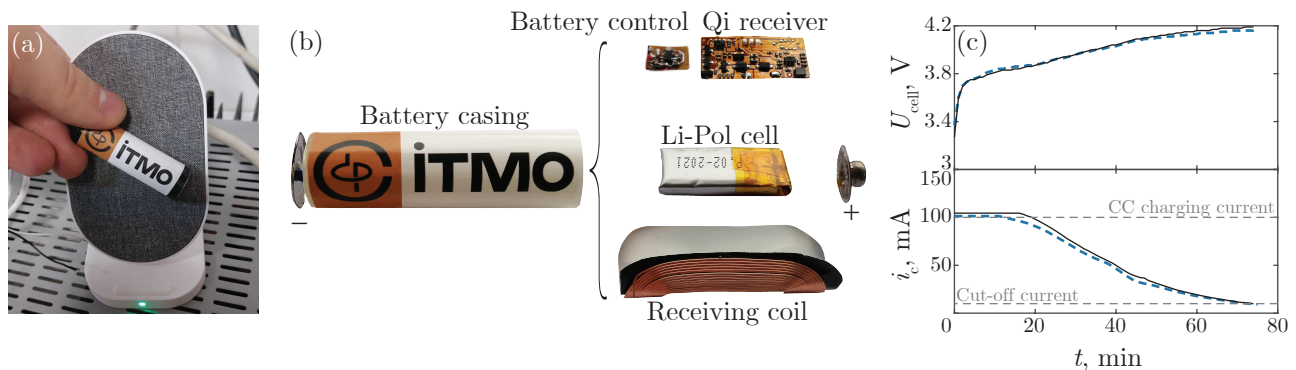 (a)
iTMO
(b)
Battery control Qi receiver
Battery casing
iTMO
−
Li-Pol cell
P,02-2021
+
Receiving coil
(c)
4.2
3.8
3.4
3
U_cell, V
150
100
50
0
i_c, mA
CC charging current
Cut-off current
0 20 40 60 80
t, min